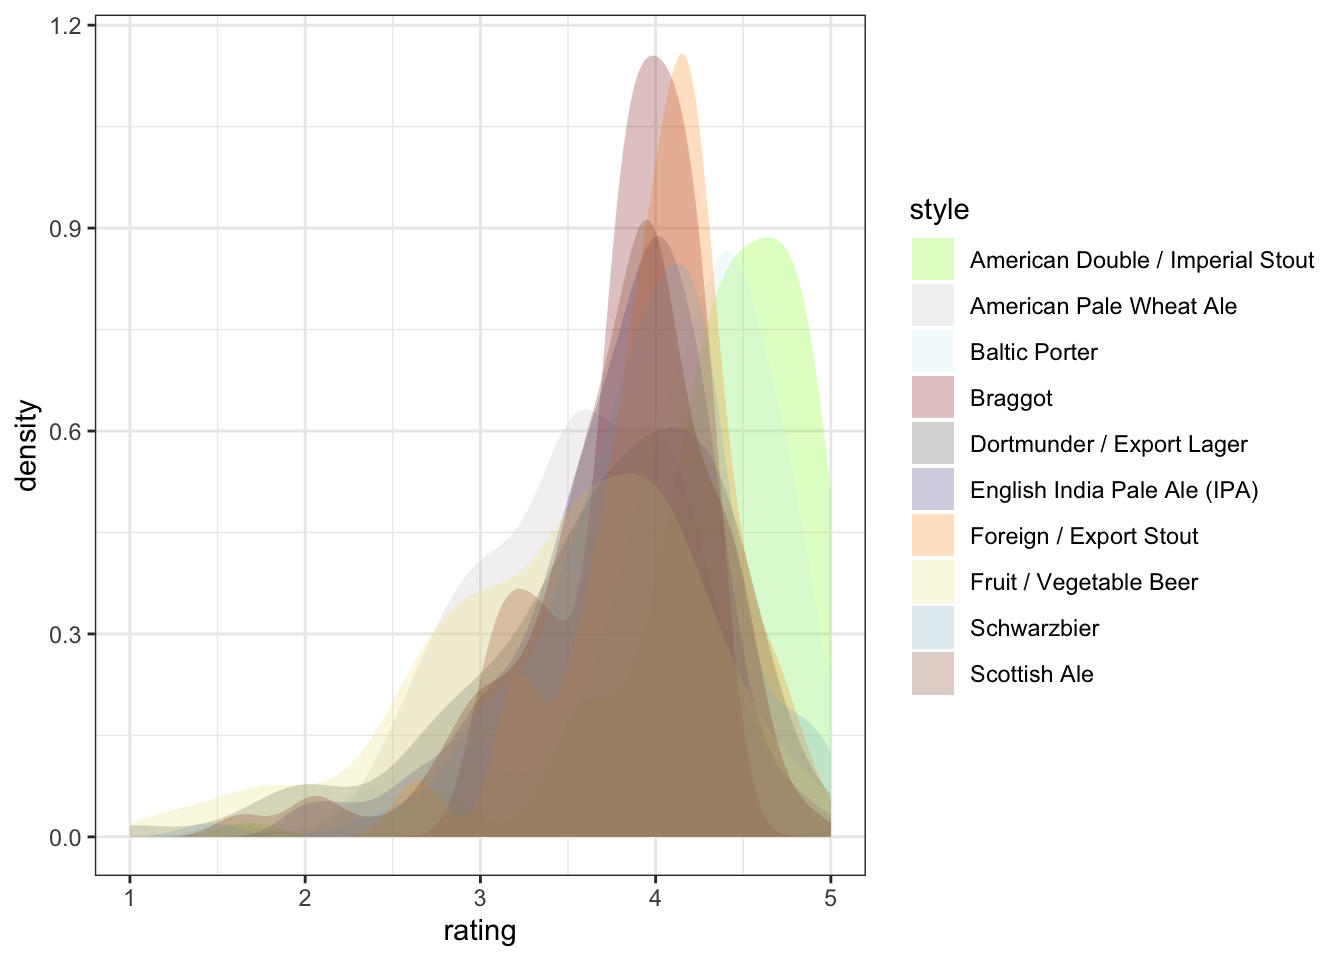 1.2
0.9
0.6
0.3
0.0
density
1 2 3 4 5
rating
style
American Double / Imperial Stout
American Pale Wheat Ale
Baltic Porter
Braggot
Dortmunder / Export Lager
English India Pale Ale (IPA)
Foreign / Export Stout
Fruit / Vegetable Beer
Schwarzbier
Scottish Ale